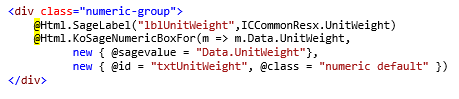 <div class="numeric-group">
@Html.SageLabel("lblUnitWeight",ICCommonResx.UnitWeight)
@Html.KoSageNumericBoxFor(m => m.Data.UnitWeight,
new { @sagevalue = "Data.UnitWeight"},
new { @id = "txtUnitWeight", @class = "numeric default" })
</div>